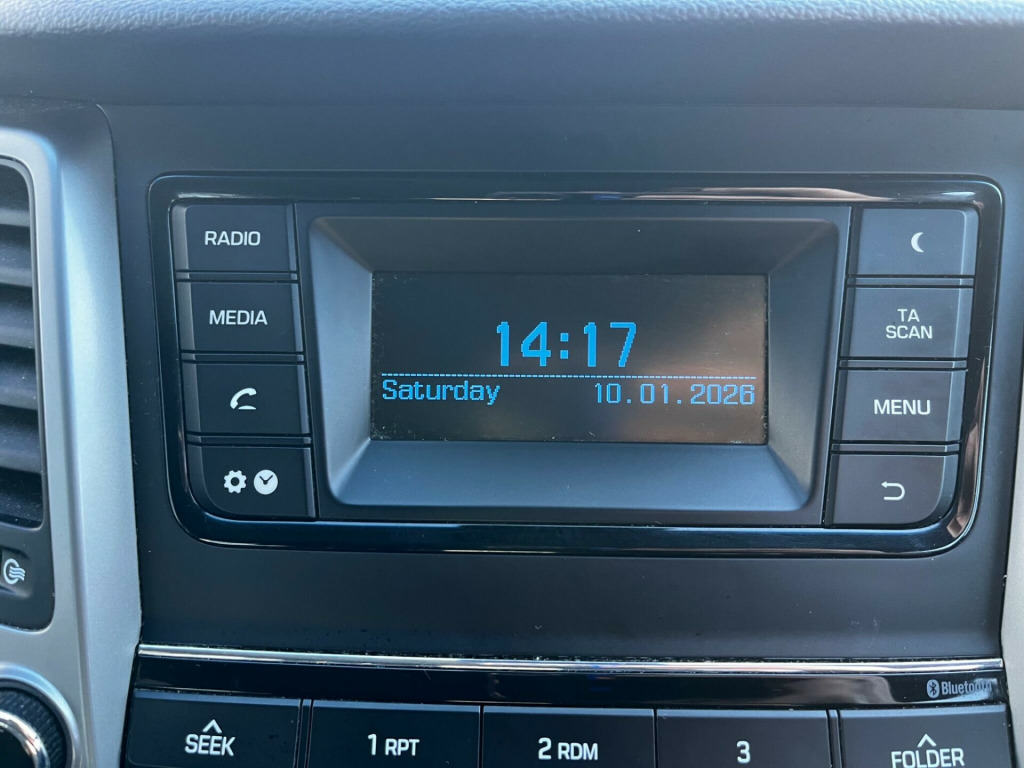 RADIO
MEDIA
14:17
Saturday 10.01.2026
TA
SCAN
MENU
Bluetooth
SEEK
1 RPT
2 RDM
3
FOLDER